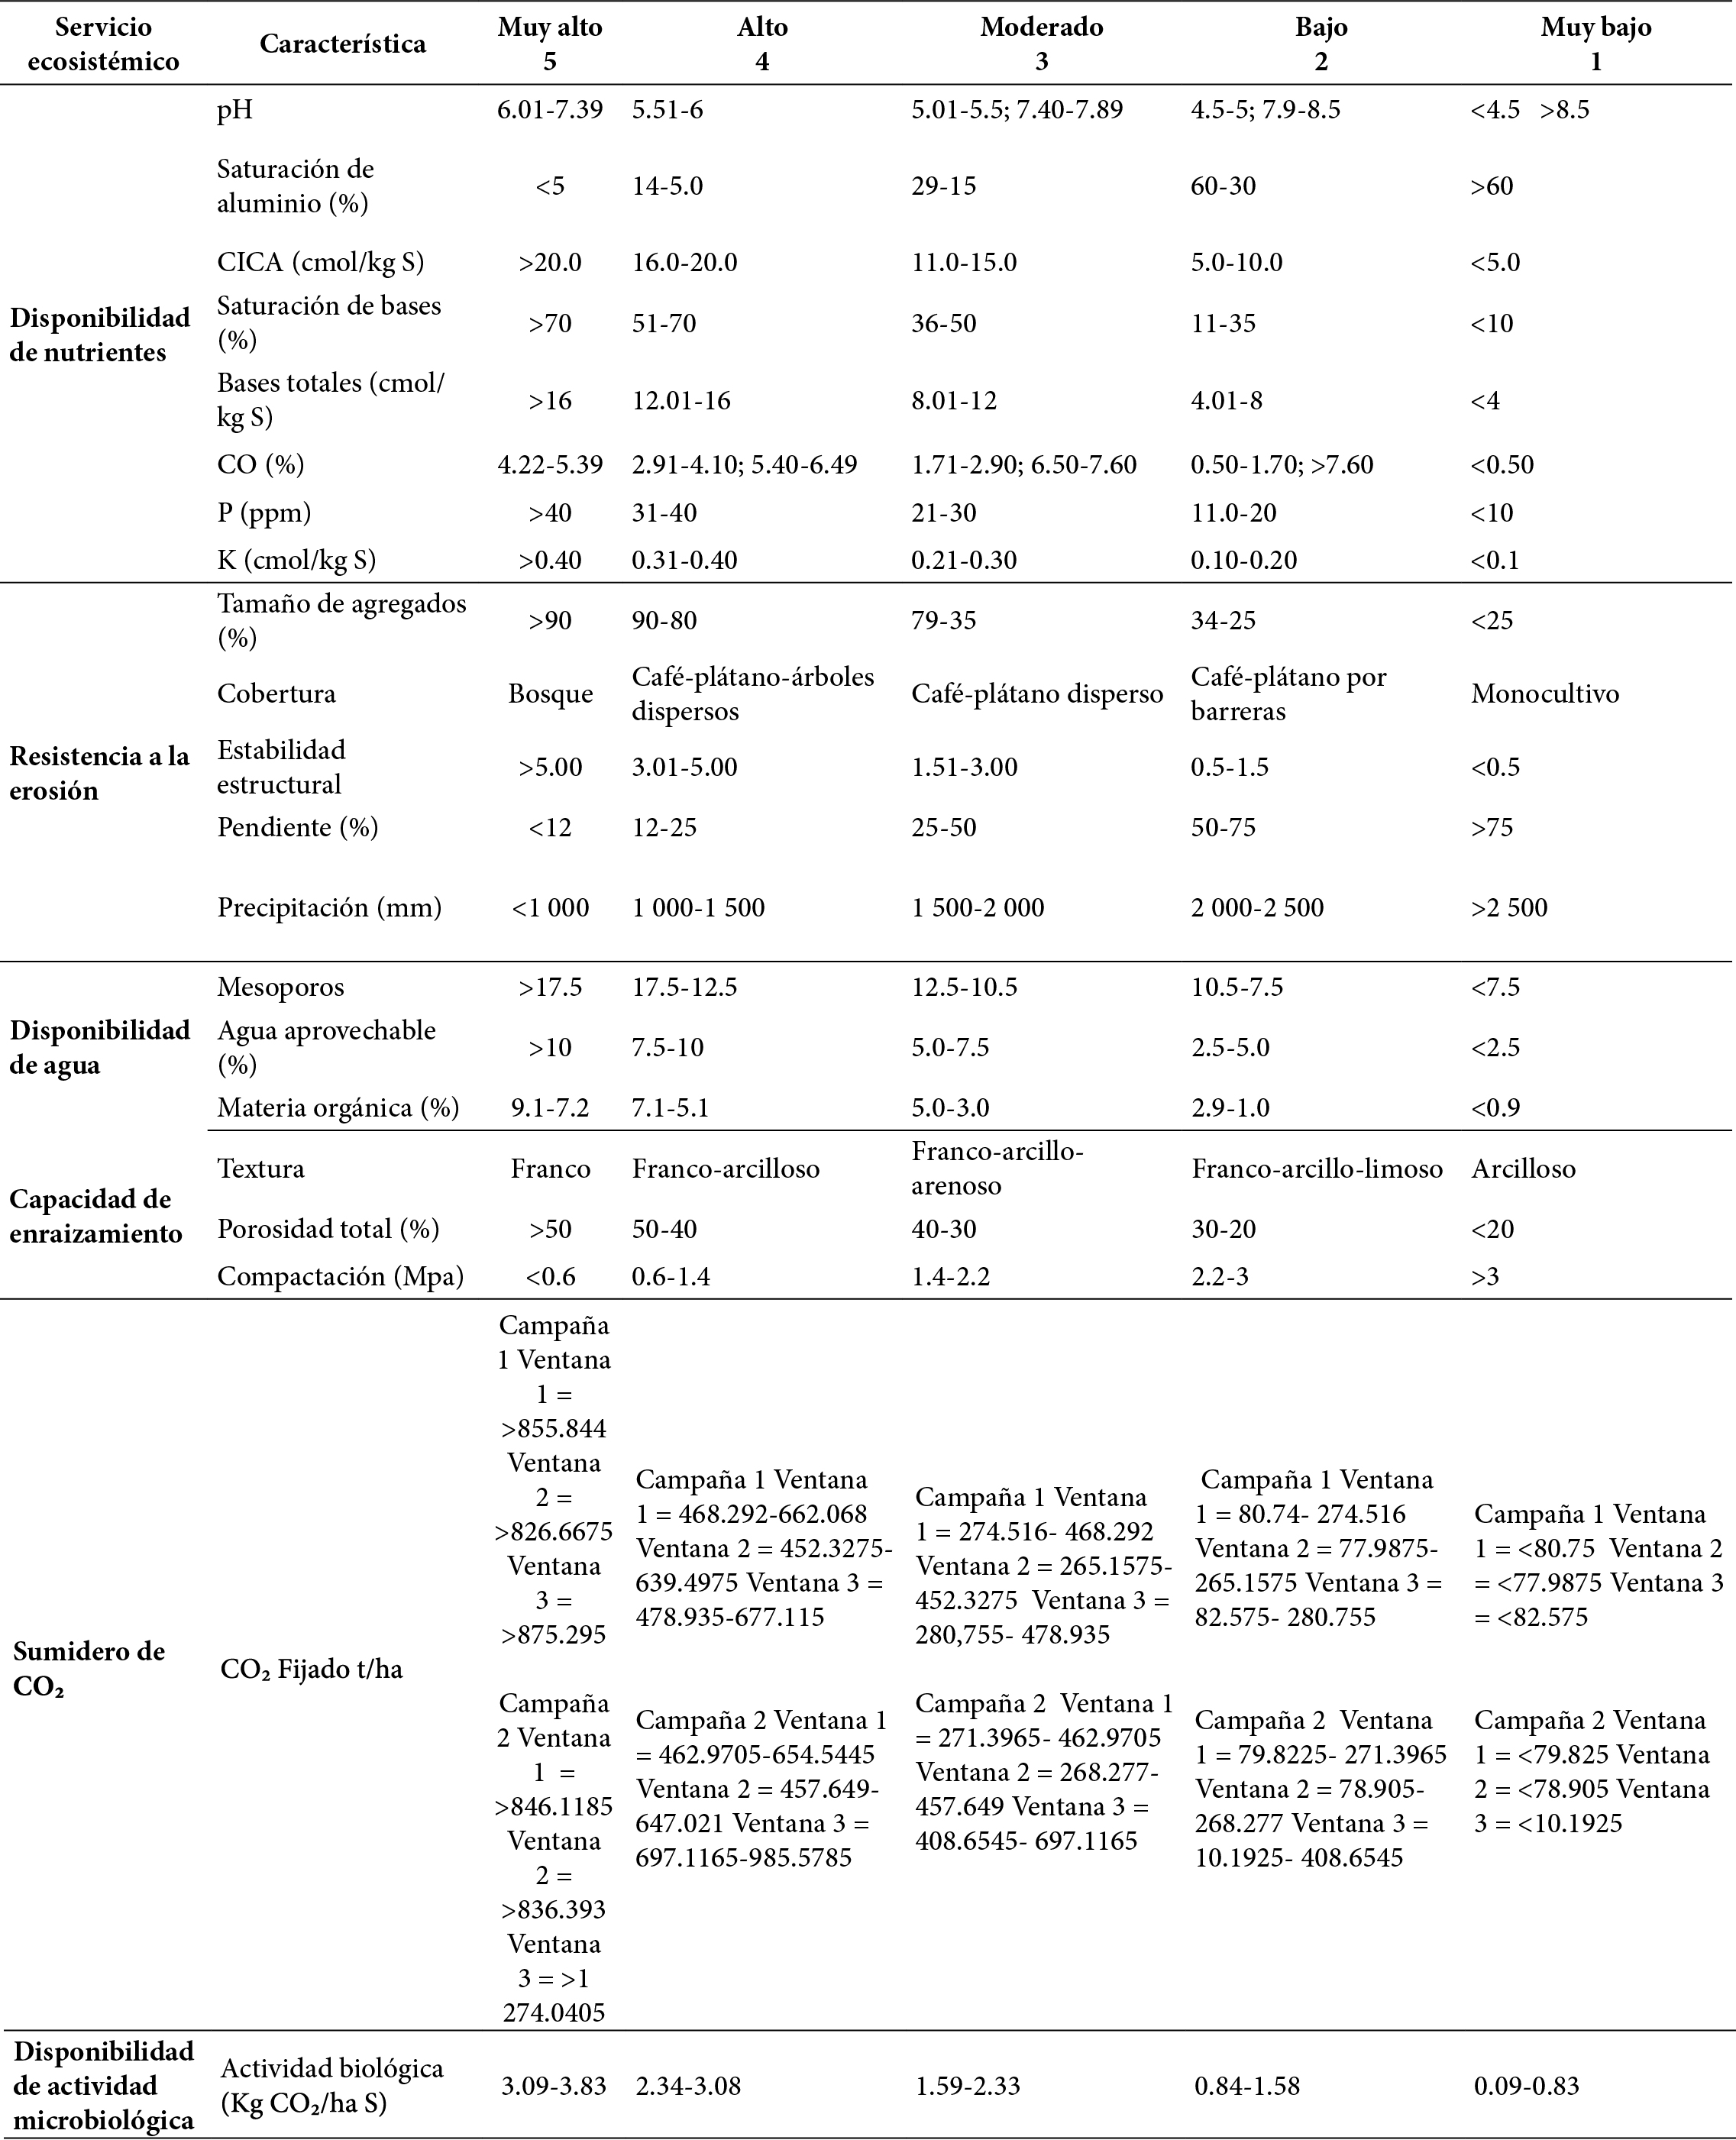 Servicio ecosistémico Característica Muy alto 5 Alto 4 Moderado 3 Bajo 2 Muy bajo 1
Disponibilidad de nutrientes
pH 6.01-7.39 5.51-6 5.01-5.5; 7.40-7.89 4.5-5; 7.9-8.5 <4.5 >8.5
Saturación de aluminio (%) <5 14-5.0 29-15 60-30 >60
CICA (cmol/kg S) >20.0 16.0-20.0 11.0-15.0 5.0-10.0 <5.0
Saturación de bases (%) >70 51-70 36-50 11-35 <10
Bases totales (cmol/kg S) >16 12.01-16 8.01-12 4.01-8 <4
CO (%) 4.22-5.39 2.91-4.10; 5.40-6.49 1.71-2.90; 6.50-7.60 0.50-1.70; >7.60 <0.50
P (ppm) >40 31-40 21-30 11.0-20 <10
K (cmol/kg S) >0.40 0.31-0.40 0.21-0.30 0.10-0.20 <0.1
Resistencia a la erosión
Tamaño de agregados (%) >90 90-80 79-35 34-25 <25
Cobertura Bosque Café-plátano-árboles dispersos Café-plátano disperso Café-plátano por barreras Monocultivo
Estabilidad estructural >5.00 3.01-5.00 1.51-3.00 0.5-1.5 <0.5
Pendiente (%) <12 12-25 25-50 50-75 >75
Precipitación (mm) <1 000 1 000-1 500 1 500-2 000 2 000-2 500 >2 500
Disponibilidad de agua
Mesoporos >17.5 17.5-12.5 12.5-10.5 10.5-7.5 <7.5
Agua aprovechable (%) >10 7.5-10 5.0-7.5 2.5-5.0 <2.5
Materia orgánica (%) 9.1-7.2 7.1-5.1 5.0-3.0 2.9-1.0 <0.9
Capacidad de enraizamiento
Textura Franco Franco-arcilloso Franco-arcillo-arenoso Franco-arcillo-limoso Arcilloso
Porosidad total (%) >50 50-40 40-30 30-20 <20
Compactación (Mpa) <0.6 0.6-1.4 1.4-2.2 2.2-3 >3
Sumidero de CO₂
CO₂ Fijado t/ha
Campaña
1 Ventana
1 =
>855.844
Ventana
2 =
>826.6675
Ventana
3 =
>875.295
Campaña
2 Ventana
1 =
>846.1185
Ventana
2 =
>836.393
Ventana
3 = >1
274.0405
Campaña 1 Ventana
1 = 468.292-662.068
Ventana 2 = 452.3275-
639.4975 Ventana 3 =
478.935-677.115
Campaña 2 Ventana 1
= 462.9705-654.5445
Ventana 2 = 457.649-
647.021 Ventana 3 =
697.1165-985.5785
Campaña 1 Ventana
1 = 274.516- 468.292
Ventana 2 = 265.1575-
452.3275 Ventana 3 =
280,755- 478.935
Campaña 2 Ventana 1
= 271.3965- 462.9705
Ventana 2 = 268.277-
457.649 Ventana 3 =
408.6545- 697.1165
Campaña 1 Ventana
1 = 80.74- 274.516
Ventana 2 = 77.9875-
265.1575 Ventana 3 =
82.575- 280.755
Campaña 2 Ventana
1 = 79.8225- 271.3965
Ventana 2 = 78.905-
268.277 Ventana 3 =
10.1925- 408.6545
Campaña 1 Ventana
1 = <80.75 Ventana 2
= <77.9875 Ventana 3
= <82.575
Campaña 2 Ventana
1 = <79.825 Ventana
2 = <78.905 Ventana
3 = <10.1925
Disponibilidad de actividad microbiológica
Actividad biológica (Kg CO₂/ha S) 3.09-3.83 2.34-3.08 1.59-2.33 0.84-1.58 0.09-0.83